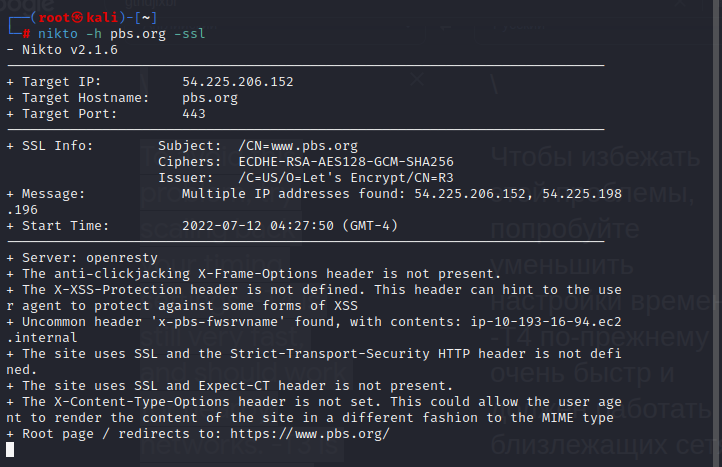 (root㉿kali)-[~]
# nikto -h pbs.org -ssl
- Nikto v2.1.6
+ Target IP: 54.225.206.152
+ Target Hostname: pbs.org
+ Target Port: 443
+ SSL Info: Subject: /CN=www.pbs.org
Ciphers: ECDHE-RSA-AES128-GCM-SHA256
Issuer: /C=US/O=Let's Encrypt/CN=R3
+ Message: Multiple IP addresses found: 54.225.206.152, 54.225.198
.196
+ Start Time: 2022-07-12 04:27:50 (GMT-4)
+ Server: openresty
+ The anti-clickjacking X-Frame-Options header is not present.
+ The X-XSS-Protection header is not defined. This header can hint to the use
r agent to protect against some forms of XSS
+ Uncommon header 'x-pbs-fwsrvname' found, with contents: ip-10-193-16-94.ec2
.internal
+ The site uses SSL and the Strict-Transport-Security HTTP header is not defi
ned.
+ The site uses SSL and Expect-CT header is not present.
+ The X-Content-Type-Options header is not set. This could allow the user age
nt to render the content of the site in a different fashion to the MIME type
+ Root page / redirects to: https://www.pbs.org/
Чтобы избежать
попробуйте
уменьшить
настройки
-T4 по-прежнему
очень быстр и
близлежащих